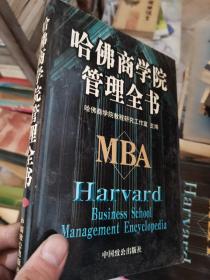 哈佛商学院
管理全书
哈佛商学院教程研究工作室 主编
MBA
Harvard
Business School
Management Encyclopedia
中国致公出版社
哈佛商学院管理全书